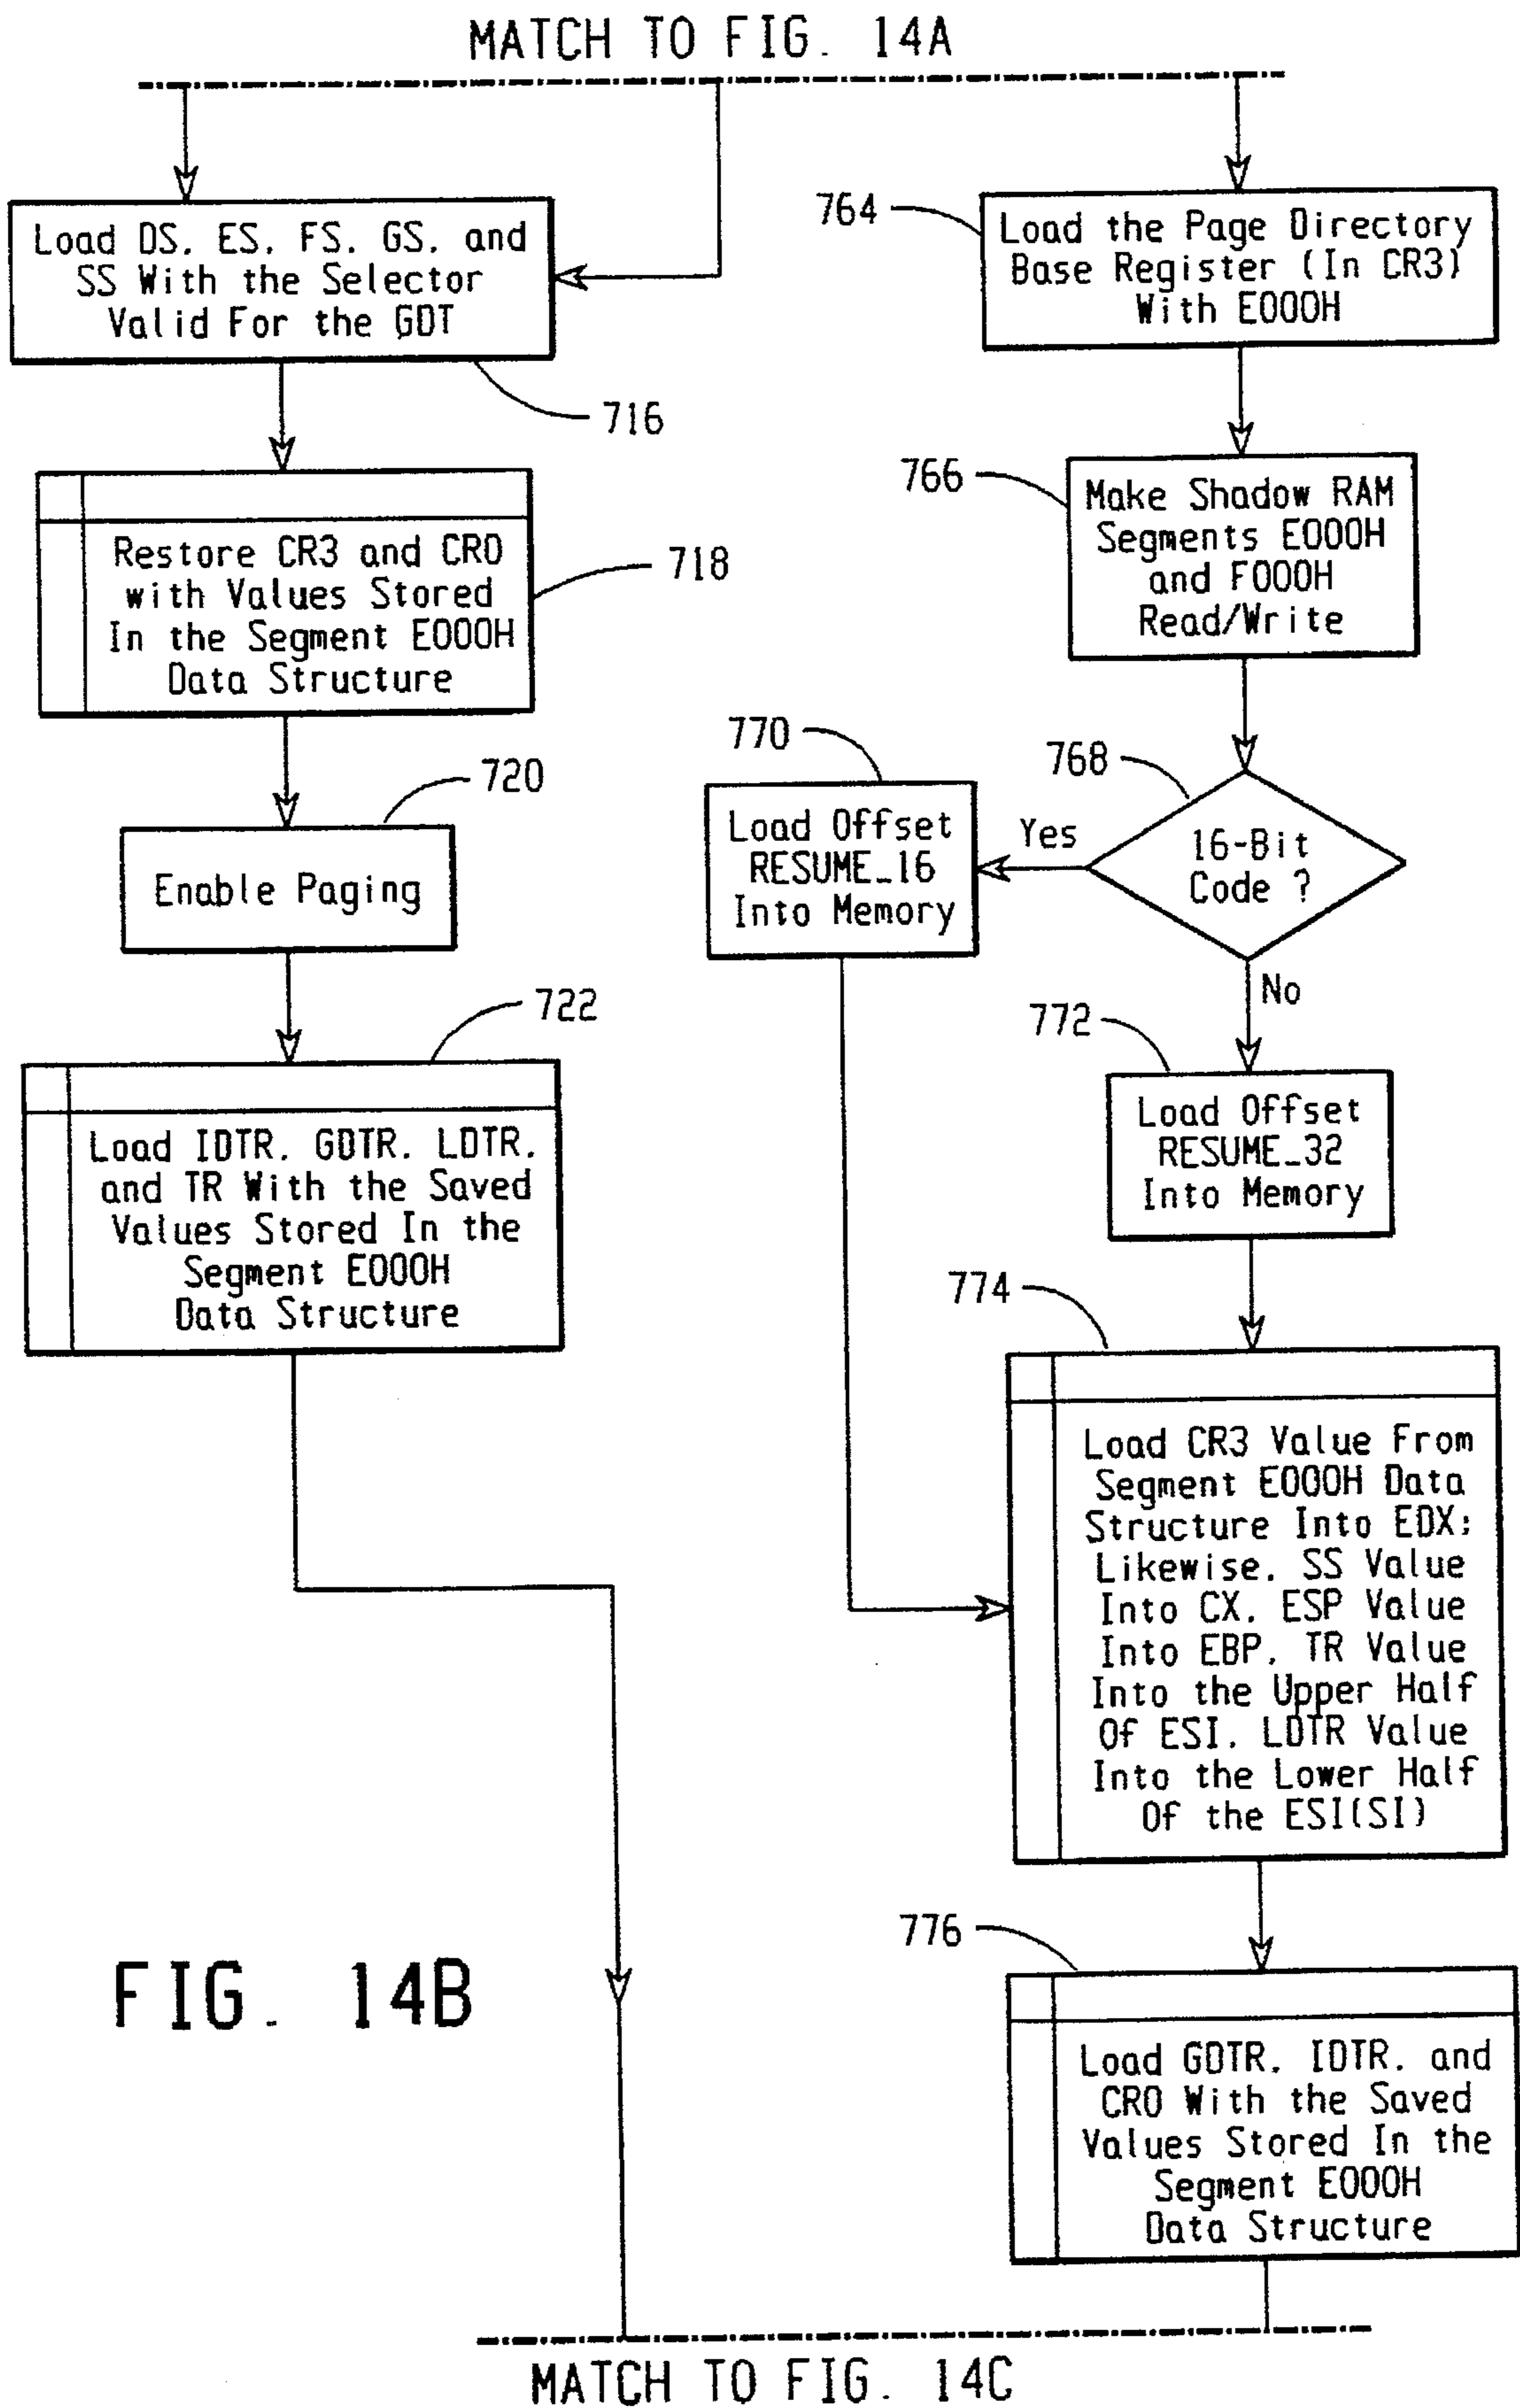 MATCH TO FIG. 14A
Load DS, ES, FS, GS, and
SS With the Selector
Valid For the GDT
716
Restore CR3 and CR0
with Values Stored
In the Segment E000H
Data Structure
718
720
Enable Paging
722
Load IDTR, GDTR, LDTR,
and TR With the Saved
Values Stored In the
Segment E000H
Data Structure
764
Load the Page Directory
Base Register (In CR3)
With E000H
766
Make Shadow RAM
Segments E000H
and F000H
Read/Write
768
16-Bit
Code ?
Yes
No
770
Load Offset
RESUME_16
Into Memory
772
Load Offset
RESUME_32
Into Memory
774
Load CR3 Value From
Segment E000H Data
Structure Into EDX;
Likewise, SS Value
Into CX, ESP Value
Into EBP, TR Value
Into the Upper Half
Of ESI, LDTR Value
Into the Lower Half
Of the ESI(SI)
776
Load GDTR, IDTR, and
CR0 With the Saved
Values Stored In the
Segment E000H
Data Structure
FIG. 14B
MATCH TO FIG. 14C